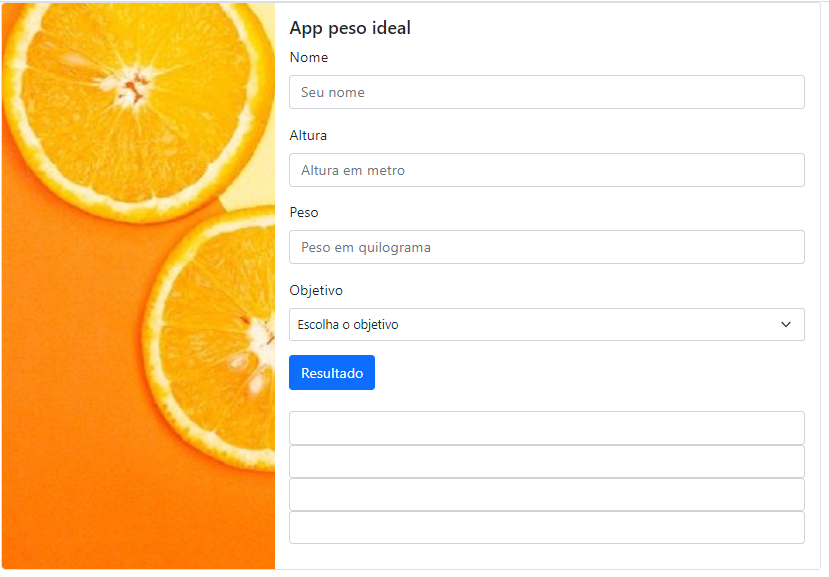 App peso ideal
Nome
Seu nome
Altura
Altura em metro
Peso
Peso em quilograma
Objetivo
Escolha o objetivo
Resultado